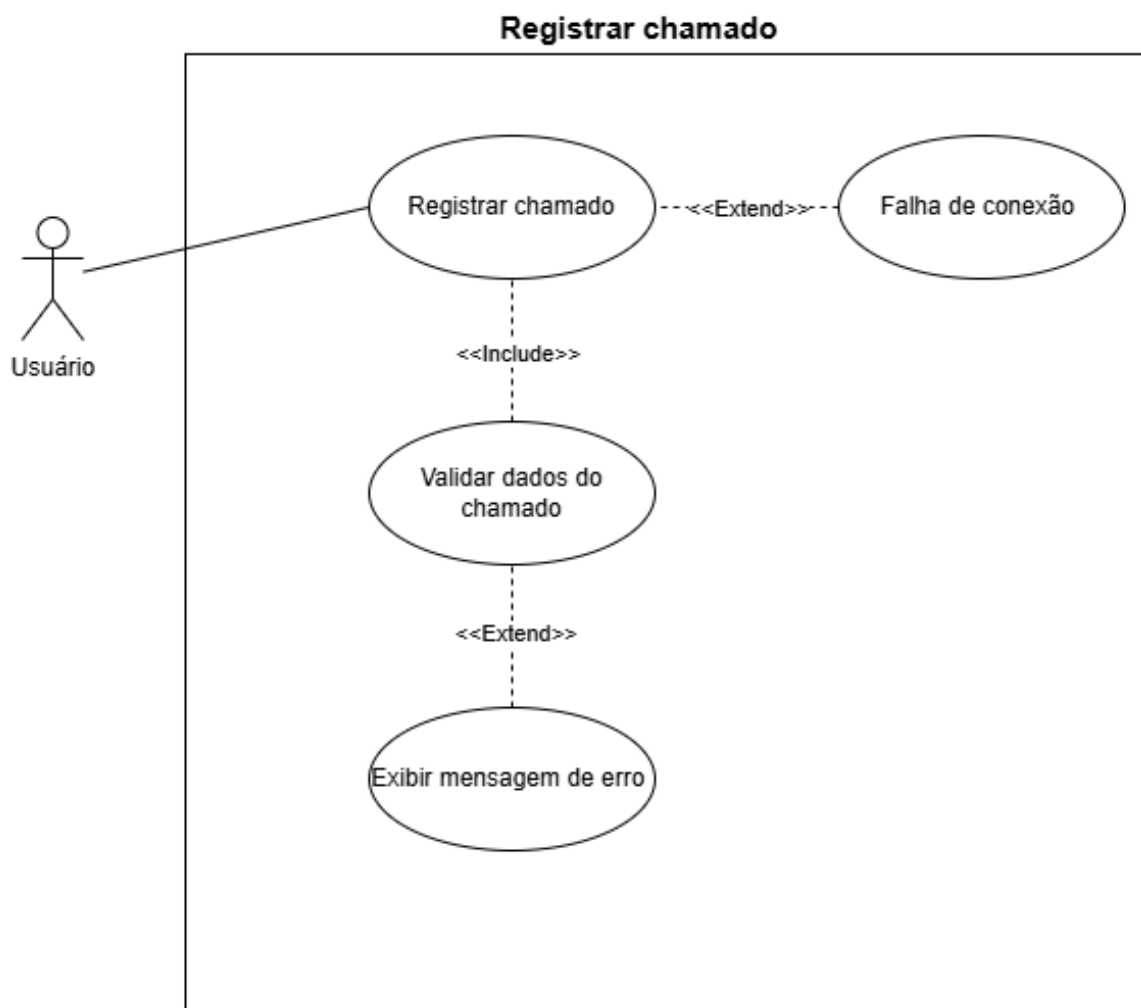 Registrar chamado
Registrar chamado
<<Extend>>
Falha de conexão
Usuário
<<Include>>
Validar dados do
chamado
<<Extend>>
Exibir mensagem de erro